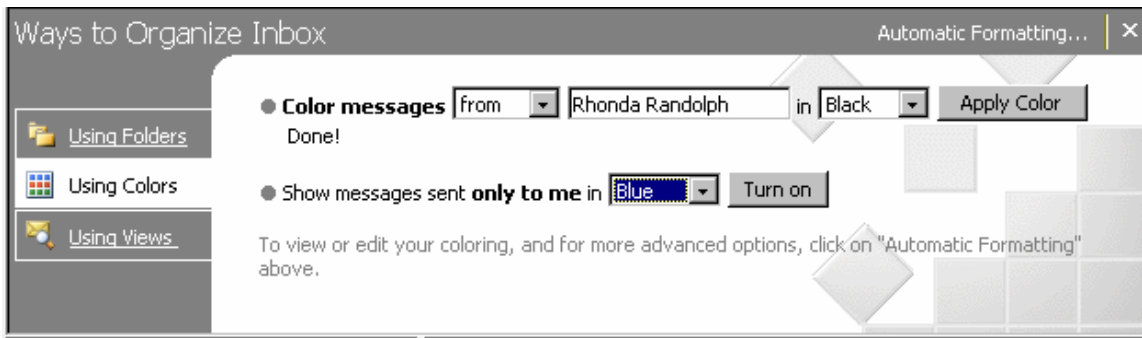 Ways to Organize Inbox Automatic Formatting...
Color messages from Rhonda Randolph in Black Apply Color
Done!
Using Folders
Using Colors
Show messages sent only to me in Blue Turn on
Using Views
To view or edit your coloring, and for more advanced options, click on "Automatic Formatting"
above.